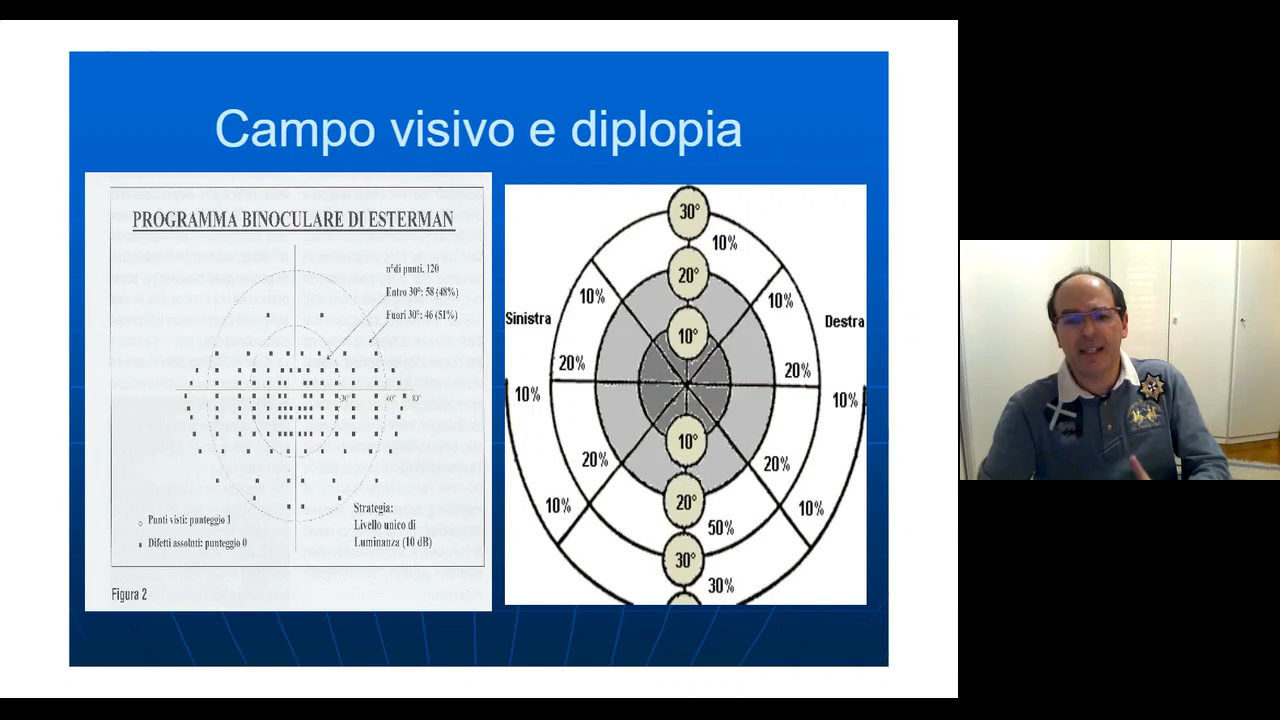 Campo visivo e diplopia
PROGRAMMA BINOCULARE DI ESTERMAN
n°di punti. 120
Entro 30°: 58 (48%)
Fuori 30°: 46 (51%)
30°
60°
Punti visti: punteggio 1
Difetti assoluti: punteggio 0
Strategia:
Livello unico di
Luminanza (10 dB)
Figura 2
30°
10%
20°
10%
10%
Sinistra
10°
Destra
20%
20%
10%
10%
10°
20%
20%
20°
10%
10%
50%
30°
30%